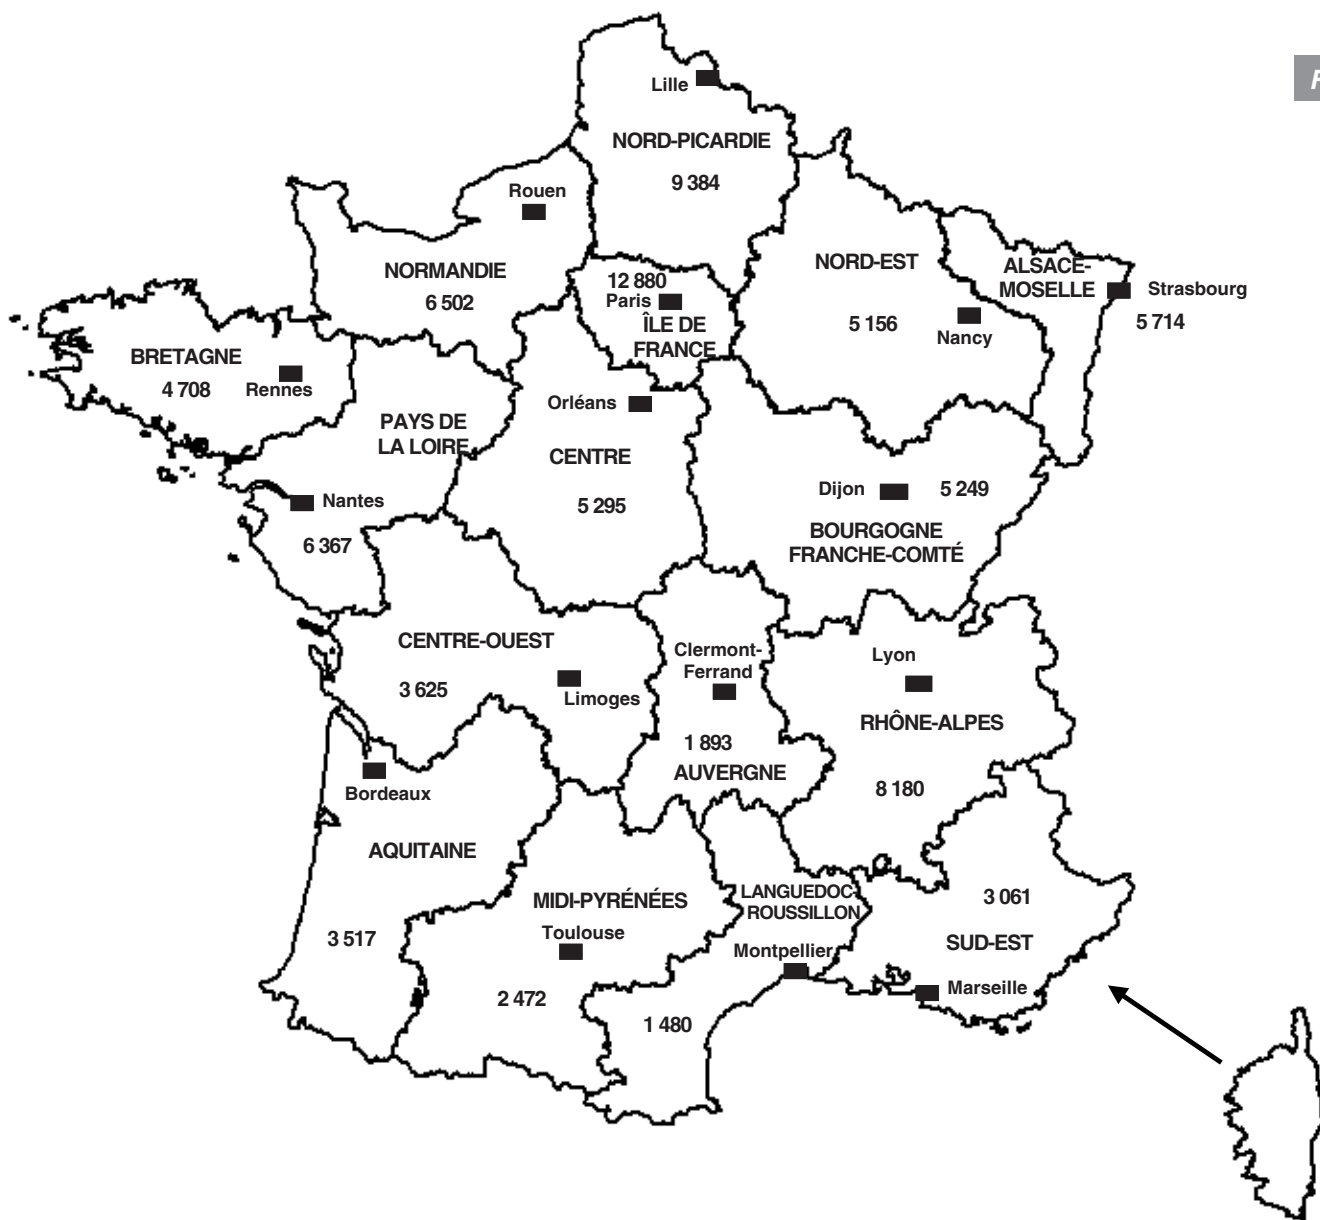 Lille
NORD-PICARDIE
9 384
Rouen
NORMANDIE
6 502
12 880
Paris
ÎLE DE
FRANCE
NORD-EST
5 156
Nancy
ALSACE-
MOSELLE
Strasbourg
5 714
BRETAGNE
4 708
Rennes
PAYS DE
LA LOIRE
Nantes
6 367
Orléans
CENTRE
5 295
Dijon
5 249
BOURGOGNE
FRANCHE-COMTÉ
CENTRE-OUEST
3 625
Limoges
Clermont-
Ferrand
1 893
AUVERGNE
Lyon
RHÔNE-ALPES
8 180
Bordeaux
AQUITAINE
3 517
MIDI-PYRÉNÉES
Toulouse
2 472
LANGUEDOC-
ROUSSILLON
Montpellier
1 480
3 061
SUD-EST
Marseille